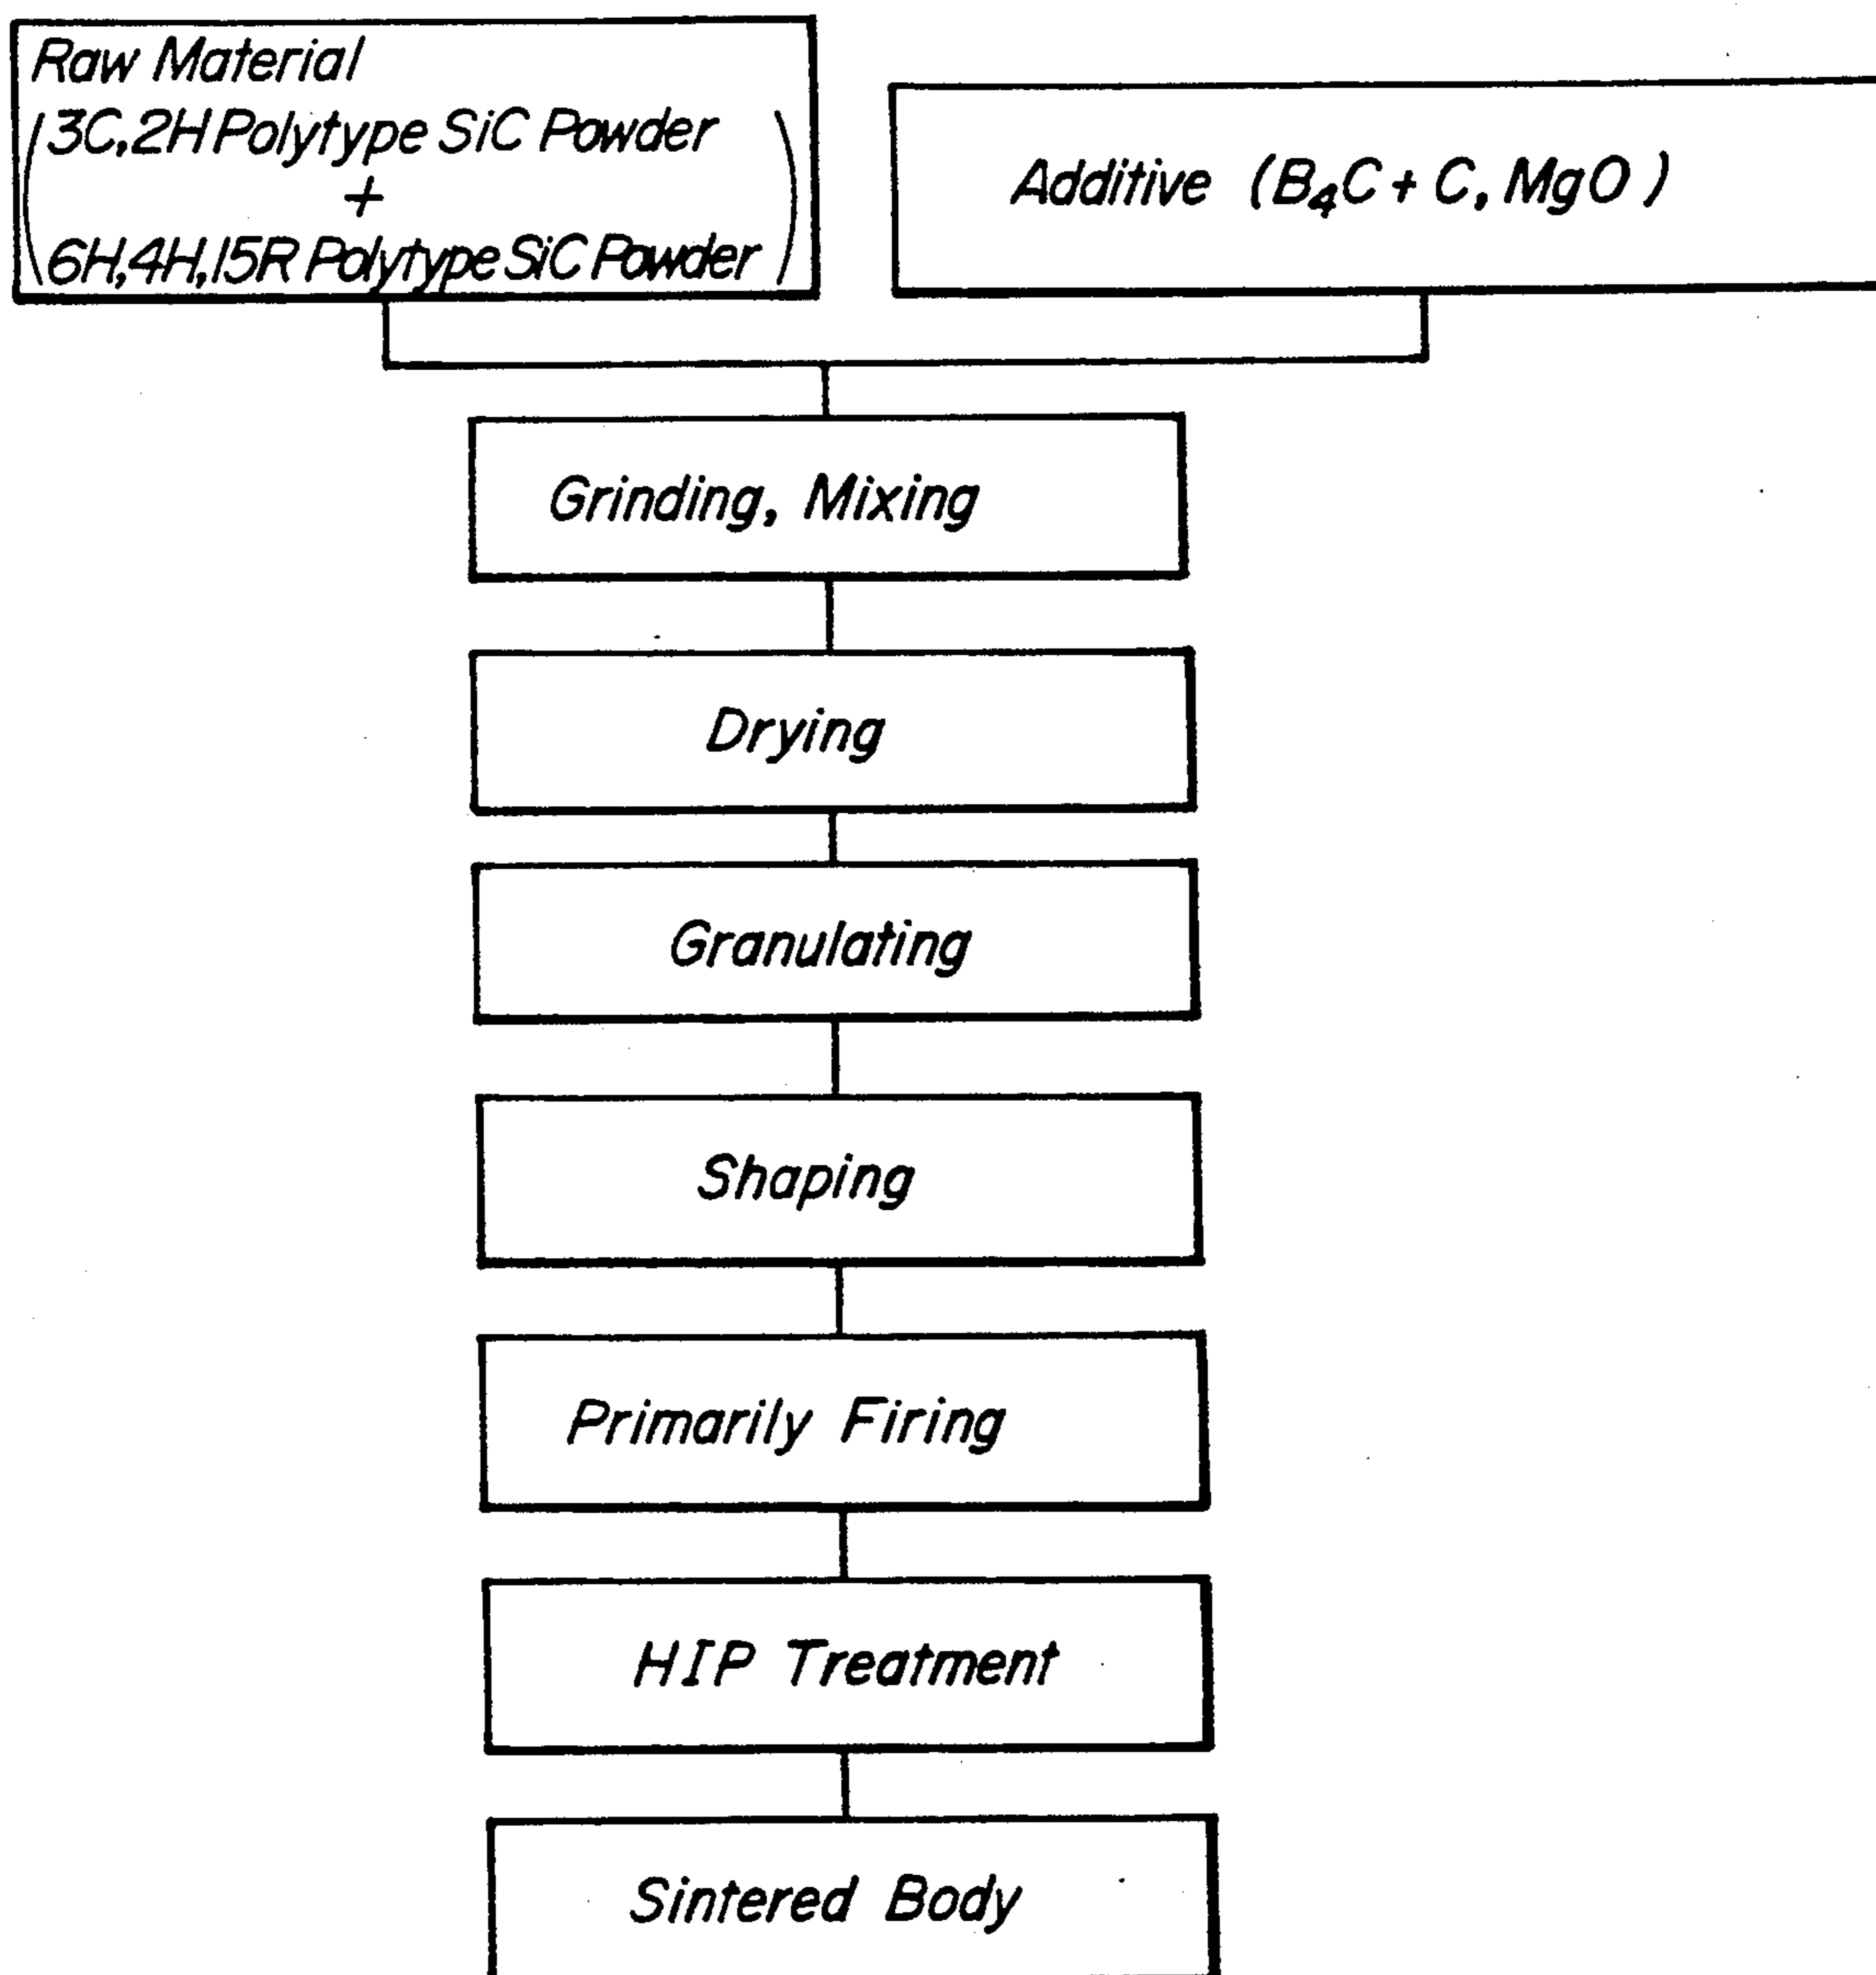 Raw Material
3C, 2H Polytype SiC Powder
+
6H, 4H, 15R Polytype SiC Powder
Additive (B₄C + C, MgO)
Grinding, Mixing
Drying
Granulating
Shaping
Primarily Firing
HIP Treatment
Sintered Body